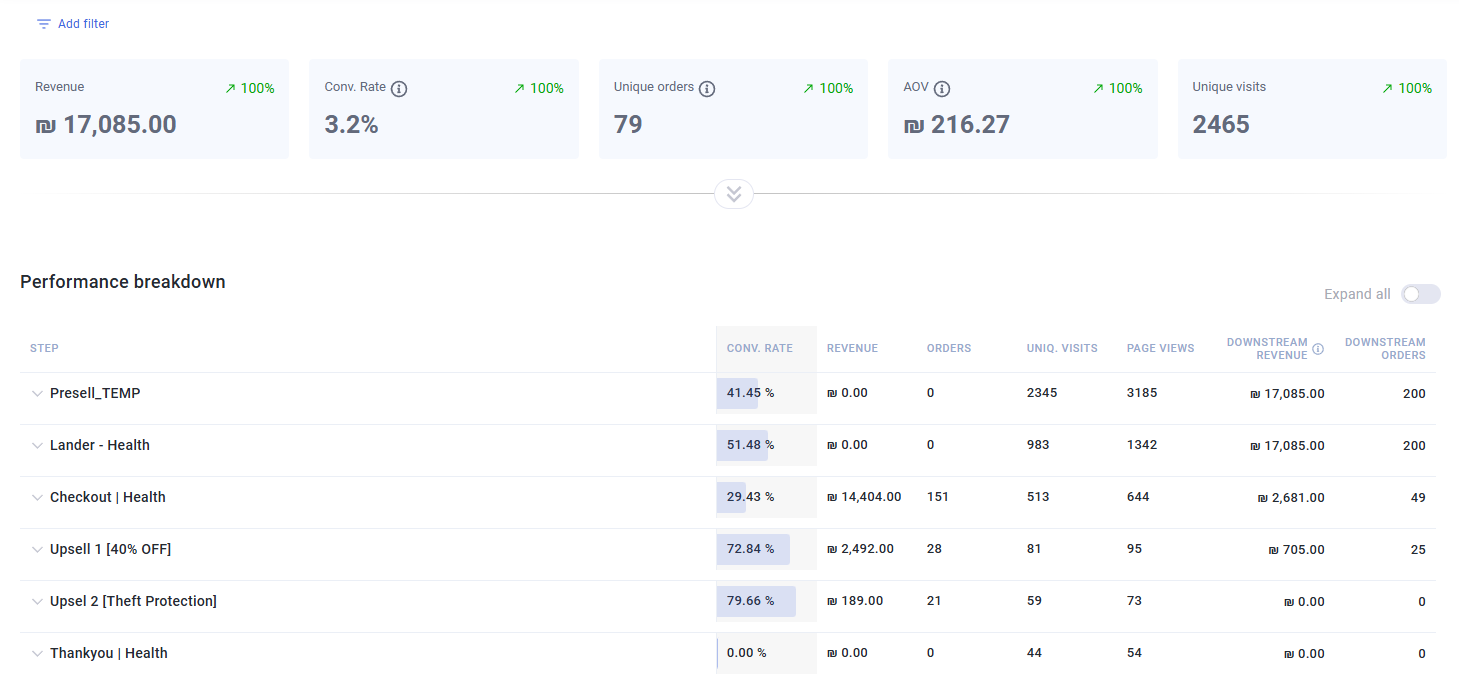 Add filter
Revenue 100%
₪ 17,085.00
Conv. Rate 100%
3.2%
Unique orders 100%
79
AOV 100%
₪ 216.27
Unique visits 100%
2465
Performance breakdown
Expand all
STEP CONV. RATE REVENUE ORDERS UNIQ. VISITS PAGE VIEWS DOWNSTREAM REVENUE DOWNSTREAM ORDERS
Presell_TEMP 41.45 % ₪ 0.00 0 2345 3185 ₪ 17,085.00 200
Lander - Health 51.48 % ₪ 0.00 0 983 1342 ₪ 17,085.00 200
Checkout | Health 29.43 % ₪ 14,404.00 151 513 644 ₪ 2,681.00 49
Upsell 1 [40% OFF] 72.84 % ₪ 2,492.00 28 81 95 ₪ 705.00 25
Upsel 2 [Theft Protection] 79.66 % ₪ 189.00 21 59 73 ₪ 0.00 0
Thankyou | Health 0.00 % ₪ 0.00 0 44 54 ₪ 0.00 0